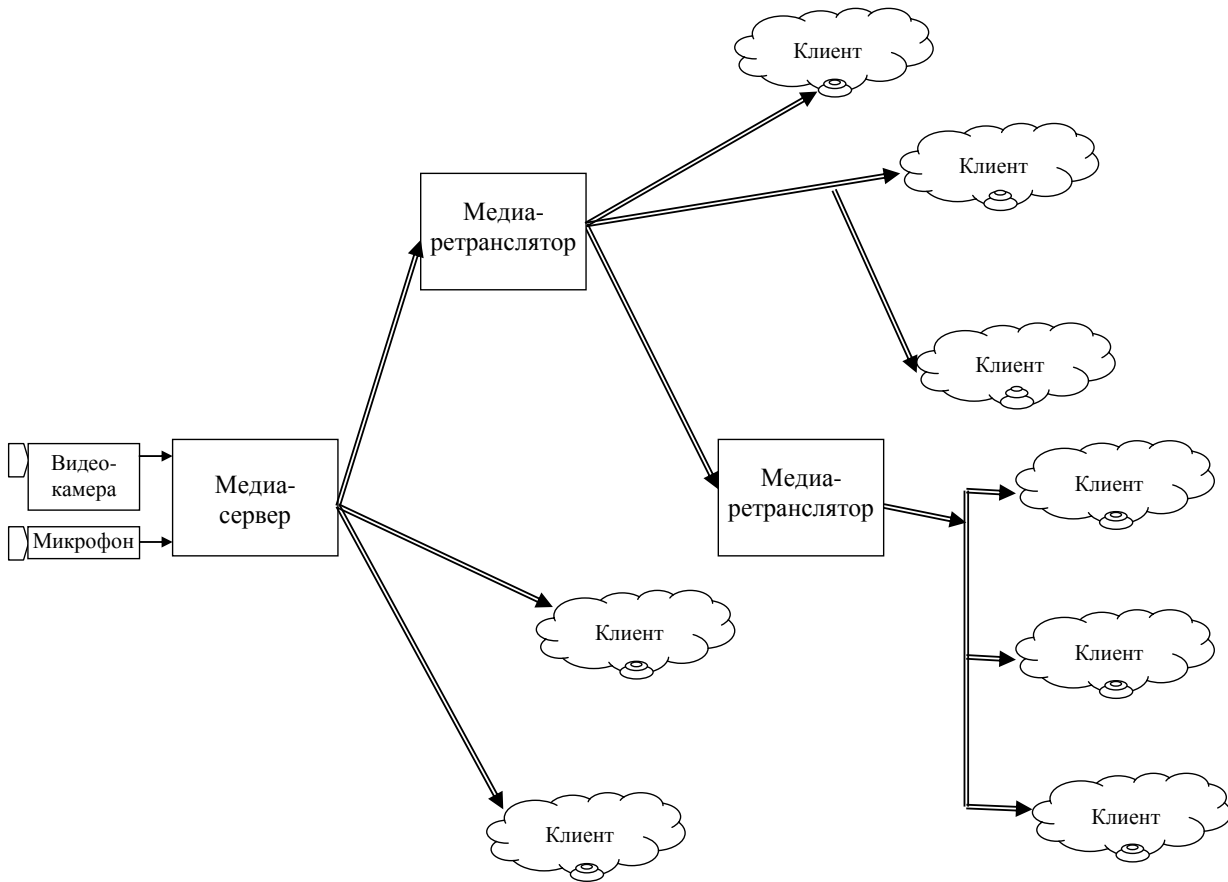 Клиент
Клиент
Медиа-
ретранслятор
Клиент
Видео-
камера
Микрофон
Медиа-
сервер
Медиа-
ретранслятор
Клиент
Клиент
Клиент
Клиент
Клиент